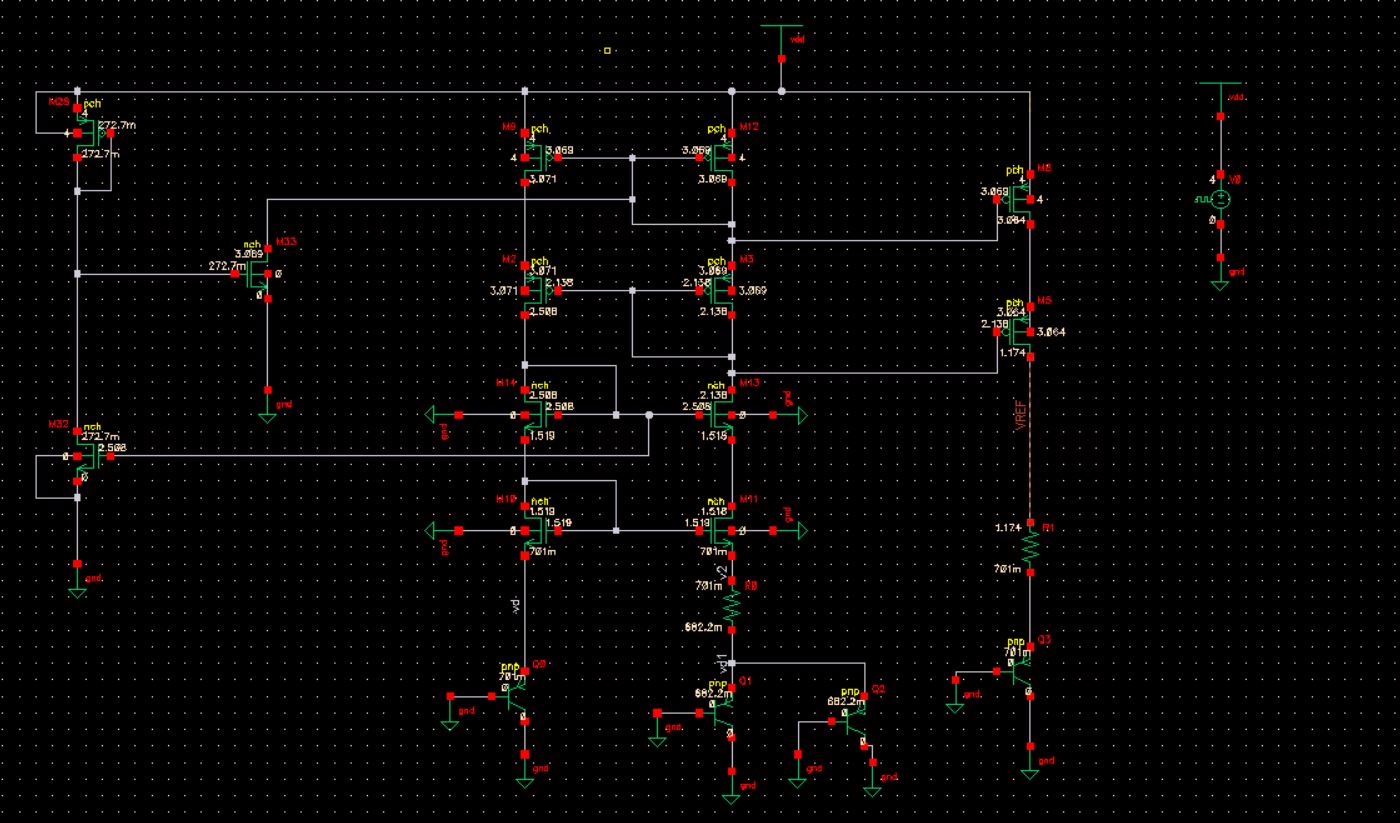 vdd
vdd
M28
pch
4
272.7m
4
272.7m
M9
pch
4
3.069
4
3.071
pch
M12
4
3.069
4
3.069
pch
M6
4
3.069
4
3.064
4
V0
0
gnd
nch
M33
3.069
272.7m
0
0
gnd
M2
pch
3.071
2.138
3.071
2.508
pch
M3
3.069
2.138
3.069
2.138
pch
M5
3.064
2.138
3.064
1.174
M14
nch
2.508
2.508
0
1.519
gnd
nch
M13
2.138
2.508
0
1.518
gnd
VREF
M32
nch
272.7m
2.508
0
0
gnd
M10
nch
1.519
1.519
0
701m
gnd
nch
M11
1.518
1.519
0
701m
gnd
v2
701m
R0
682.2m
1.174
R1
701m
vd
vd1
pnp
Q0
701m
0
gnd
0
gnd
pnp
Q1
682.2m
0
gnd
0
gnd
pnp
Q2
682.2m
0
gnd
0
gnd
pnp
Q3
701m
0
gnd
0
gnd